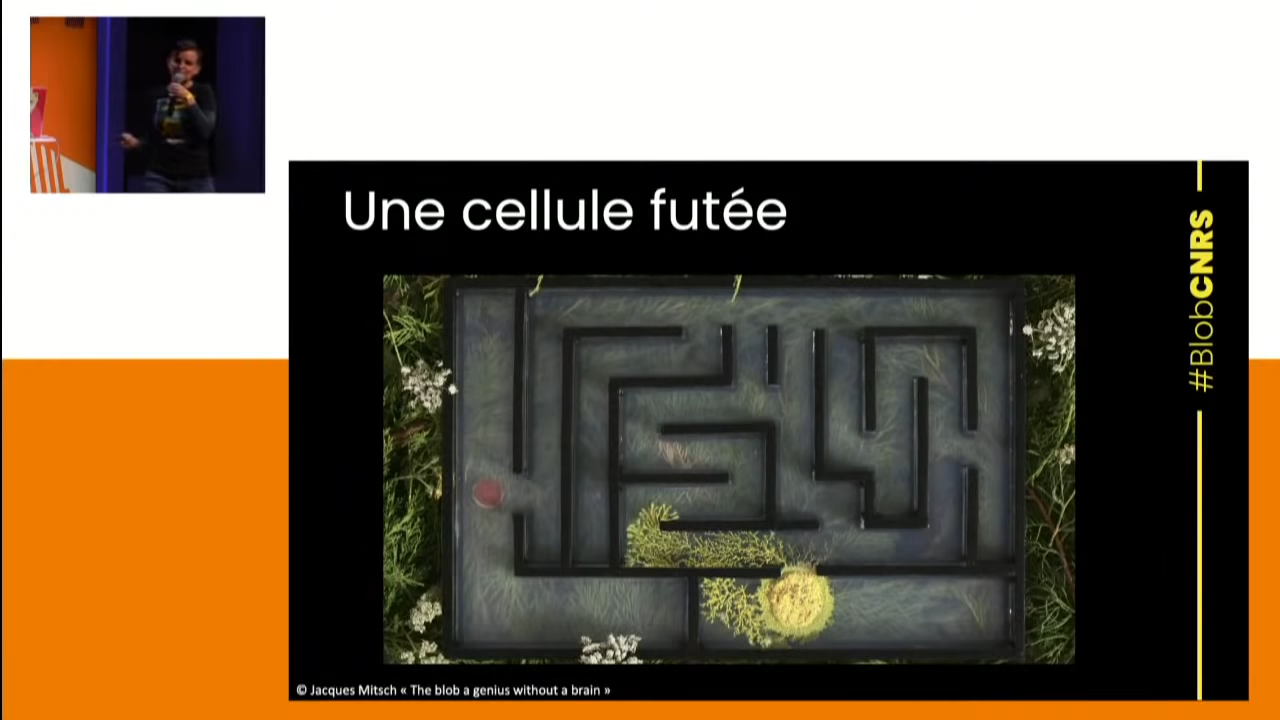 Une cellule futée
#BlobCNRS
© Jacques Mitsch « The blob a genius without a brain »